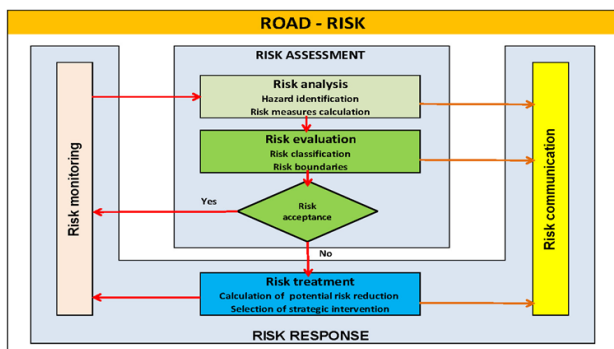 ROAD - RISK
RISK ASSESSMENT
Risk analysis
Hazard identification
Risk measures calculation
Risk evaluation
Risk classification
Risk boundaries
Risk
acceptance
Yes
No
Risk treatment
Calculation of potential risk reduction
Selection of strategic intervention
RISK RESPONSE
Risk monitoring
Risk communication